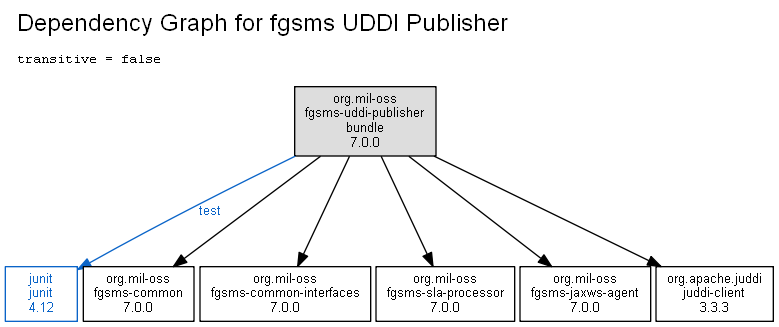 Dependency Graph for fgsms UDDI Publisher
transitive = false
org.mil-oss
fgsms-uddi-publisher
bundle
7.0.0
test
junit
junit
4.12
org.mil-oss
fgsms-common
7.0.0
org.mil-oss
fgsms-common-interfaces
7.0.0
org.mil-oss
fgsms-sla-processor
7.0.0
org.mil-oss
fgsms-jaxws-agent
7.0.0
org.apache.juddi
juddi-client
3.3.3